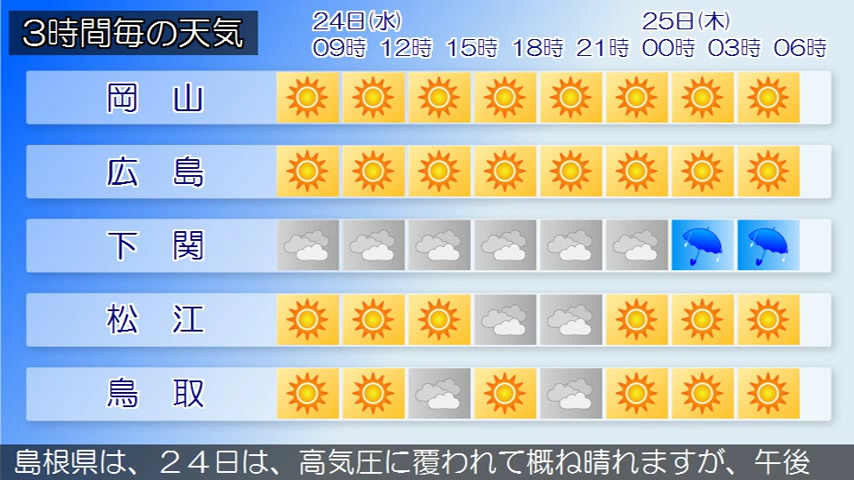 3時間毎の天気
24日(水) 25日(木)
09時 12時 15時 18時 21時 00時 03時 06時
岡山
広島
下関
松江
鳥取
島根県は、２４日は、高気圧に覆われて概ね晴れますが、午後